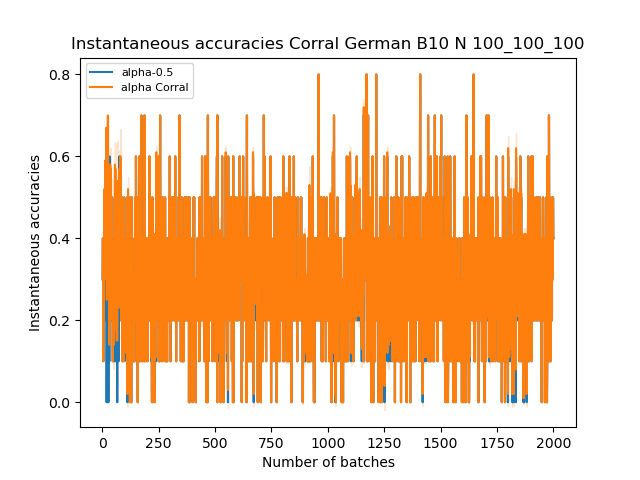 Instantaneous accuracies Corral German B10 N 100_100_100
alpha-0.5
alpha Corral
0.8
0.6
0.4
0.2
0.0
Instantaneous accuracies
0 250 500 750 1000 1250 1500 1750 2000
Number of batches